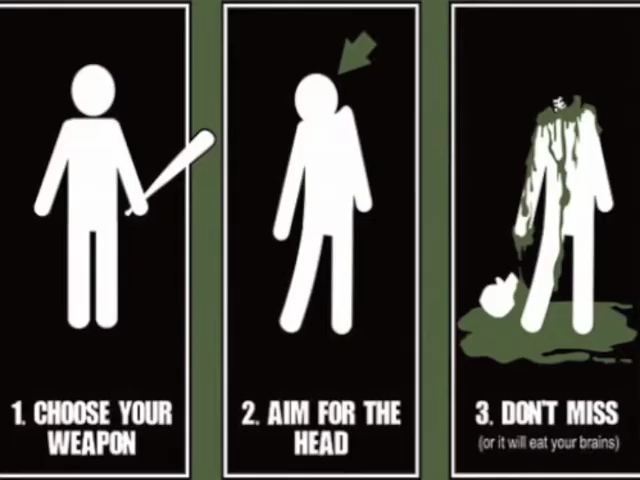 1. CHOOSE YOUR
WEAPON
2. AIM FOR THE
HEAD
3. DON'T MISS
(or it will eat your brains)